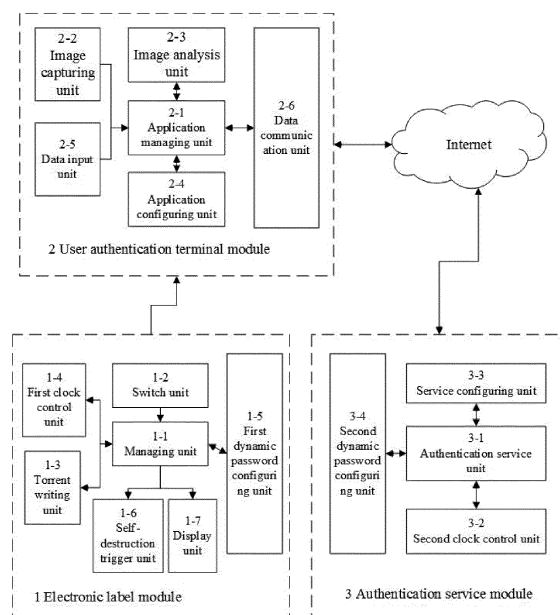 2-2
Image
capturing
unit
2-3
Image analysis
unit
2-1
Application
managing unit
2-6
Data
communic
ation unit
2-5
Data input
unit
2-4
Application
configuring unit
2 User authentication terminal module
Internet
1-4
First clock
control
unit
1-2
Switch unit
1-5
First
dynamic
password
configuri
ng unit
1-1
Managing unit
1-3
Torrent
writing unit
1-6
Self-
destruction
trigger unit
1-7
Display
unit
1 Electronic label module
3-4
Second
dynamic
password
configuri
ng unit
3-3
Service configuring unit
3-1
Authentication service
unit
3-2
Second clock control unit
3 Authentication service module